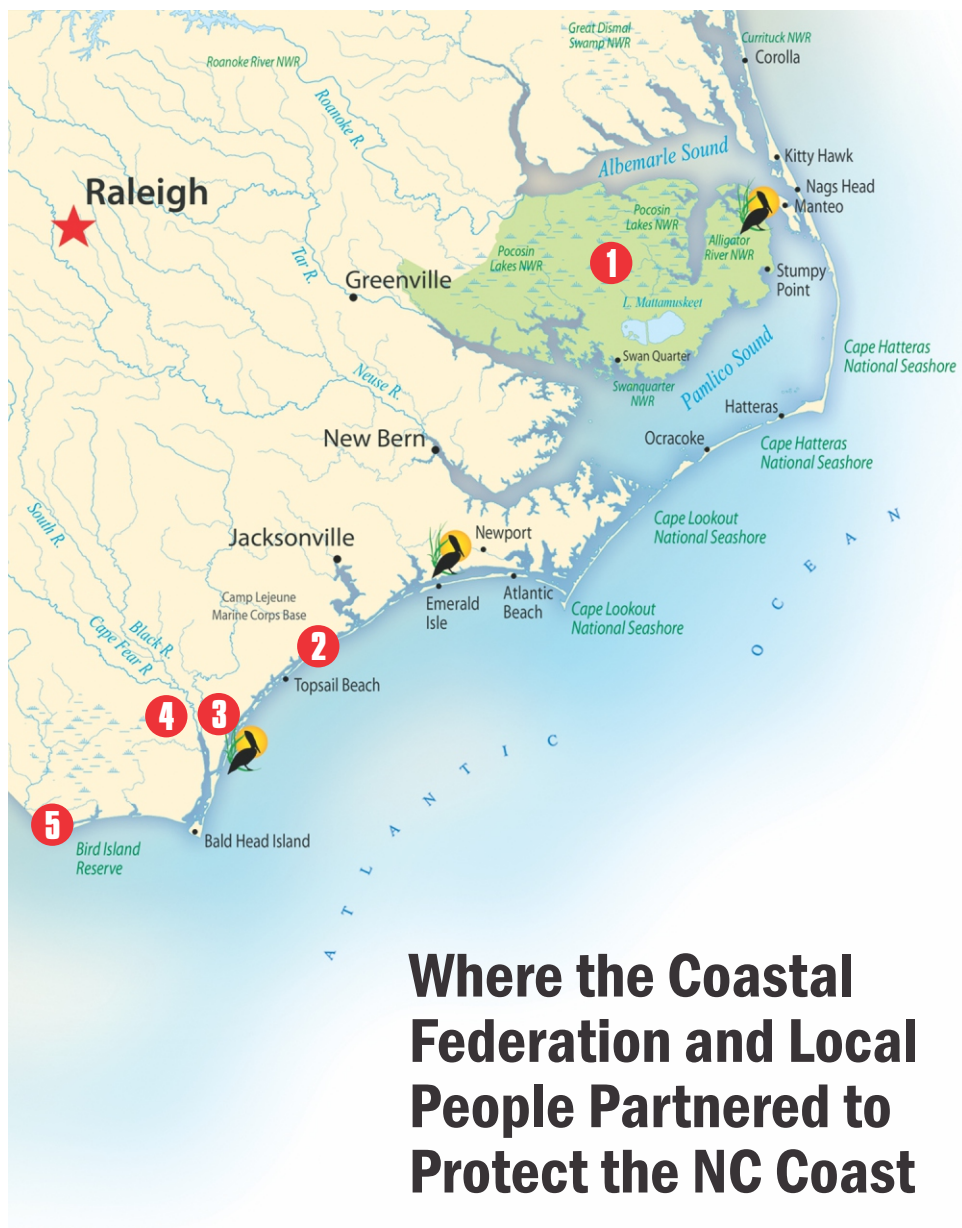 Great Dismal
Swamp NWR
Currituck NWR
Corolla
Roanoke River NWR
Roanoke R.
Albemarle Sound
Kitty Hawk
Raleigh
Nags Head
Manteo
Pocosin
Lakes NWR
Alligator
River NWR
Pocosin
Lakes NWR
1
Tar R.
Greenville
Stumpy
Point
L. Mattamuskeet
Swan Quarter
Pamlico Sound
Cape Hatteras
National Seashore
Neuse R.
Swanquarter
NWR
Hatteras
New Bern
Ocracoke
Cape Hatteras
National Seashore
South R.
Jacksonville
Newport
Cape Lookout
National Seashore
Camp Lejeune
Marine Corps Base
Emerald
Isle
Atlantic
Beach
Cape Lookout
National Seashore
Black R.
Cape Fear R
2
Topsail Beach
4
3
ATLANTIC
OCEAN
5
Bald Head Island
Bird Island
Reserve
Where the Coastal
Federation and Local
People Partnered to
Protect the NC Coast